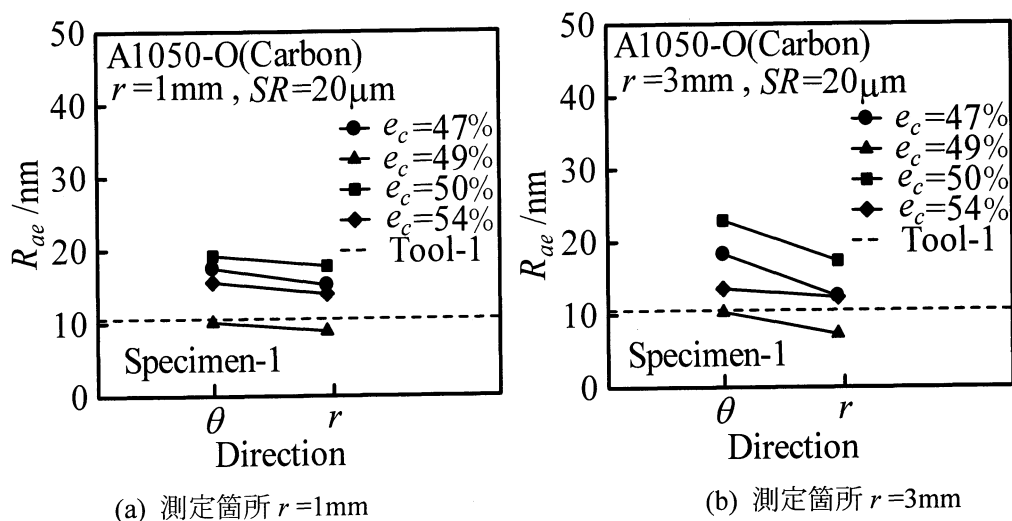 50
40
30
20
10
0
R_ae /nm
A1050-O(Carbon)
r =1mm , SR=20μm
e_c=47%
e_c=49%
e_c=50%
e_c=54%
Tool-1
Specimen-1
θ
r
Direction
(a) 測定箇所 r =1mm
50
40
30
20
10
0
R_ae /nm
A1050-O(Carbon)
r =3mm , SR=20μm
e_c=47%
e_c=49%
e_c=50%
e_c=54%
Tool-1
Specimen-1
θ
r
Direction
(b) 測定箇所 r =3mm